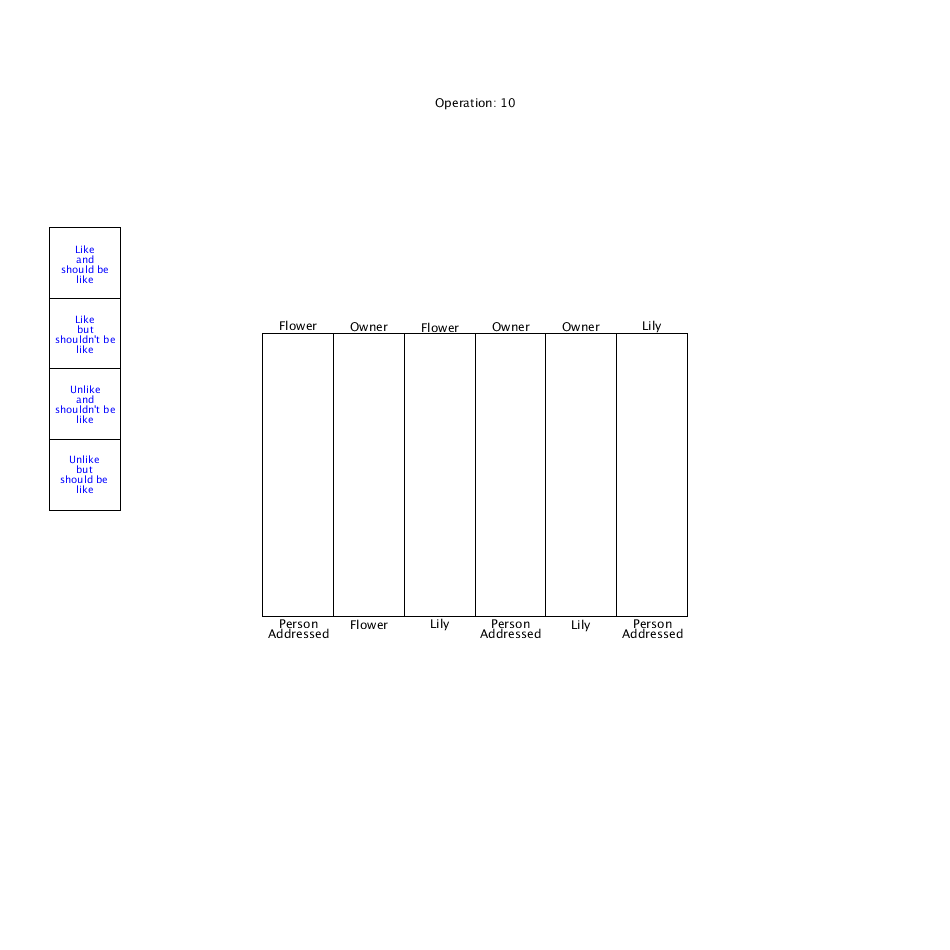 Operation: 10
Like
and
should be
like
Like
but
shouldn't be
like
Unlike
and
shouldn't be
like
Unlike
but
should be
like
Flower Owner Flower Owner Owner Lily
Person Flower Lily Person Lily Person
Addressed Addressed Addressed